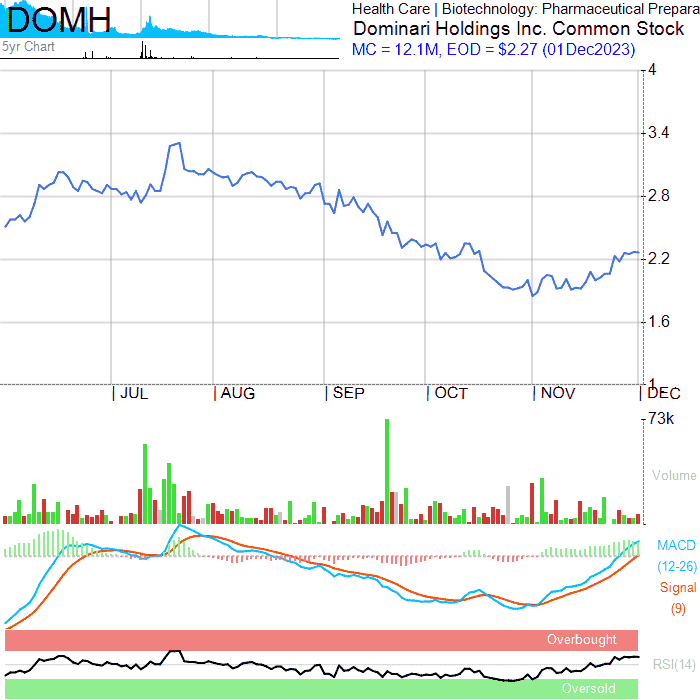 DOMH
5yr Chart
Health Care | Biotechnology: Pharmaceutical Prepara
Dominari Holdings Inc. Common Stock
MC = 12.1M, EOD = $2.27 (01Dec2023)
4
3.4
2.8
2.2
1.6
1
| JUL | AUG | SEP | OCT | NOV | DEC
73k
Volume
MACD
(12-26)
Signal
(9)
Overbought
RSI(14)
Oversold